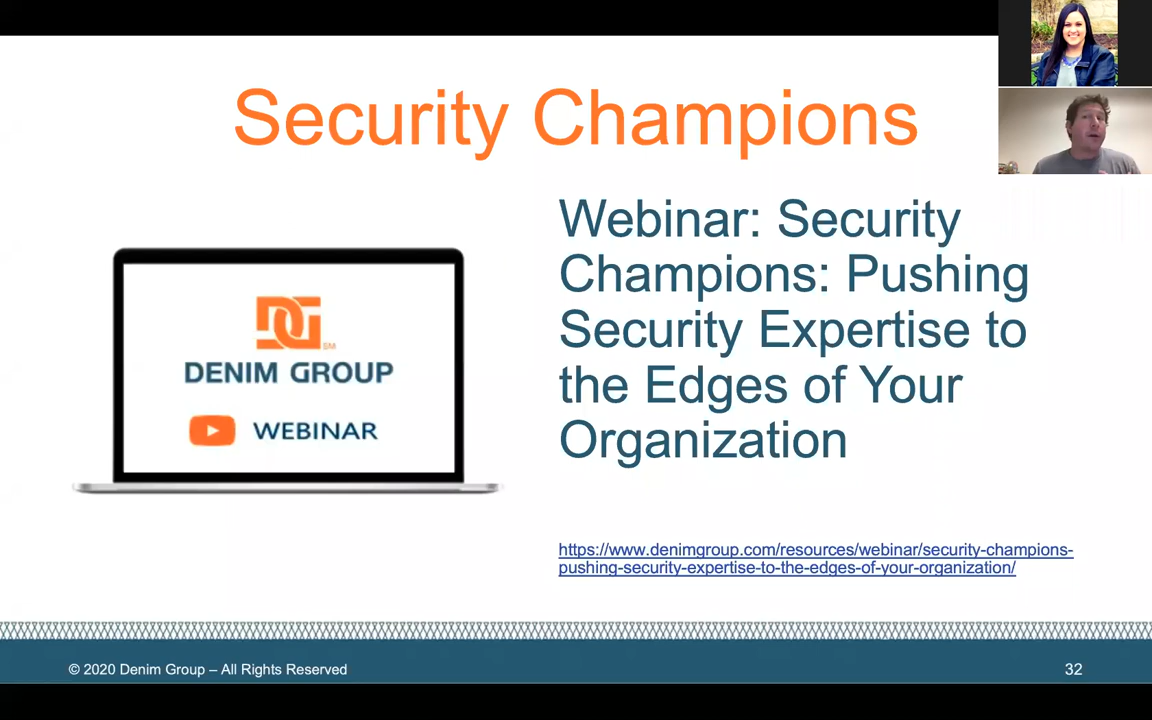 Security Champions
Webinar: Security
Champions: Pushing
Security Expertise to
the Edges of Your
Organization
DG
SM
DENIM GROUP
WEBINAR
https://www.denimgroup.com/resources/webinar/security-champions-
pushing-security-expertise-to-the-edges-of-your-organization/
© 2020 Denim Group – All Rights Reserved
32